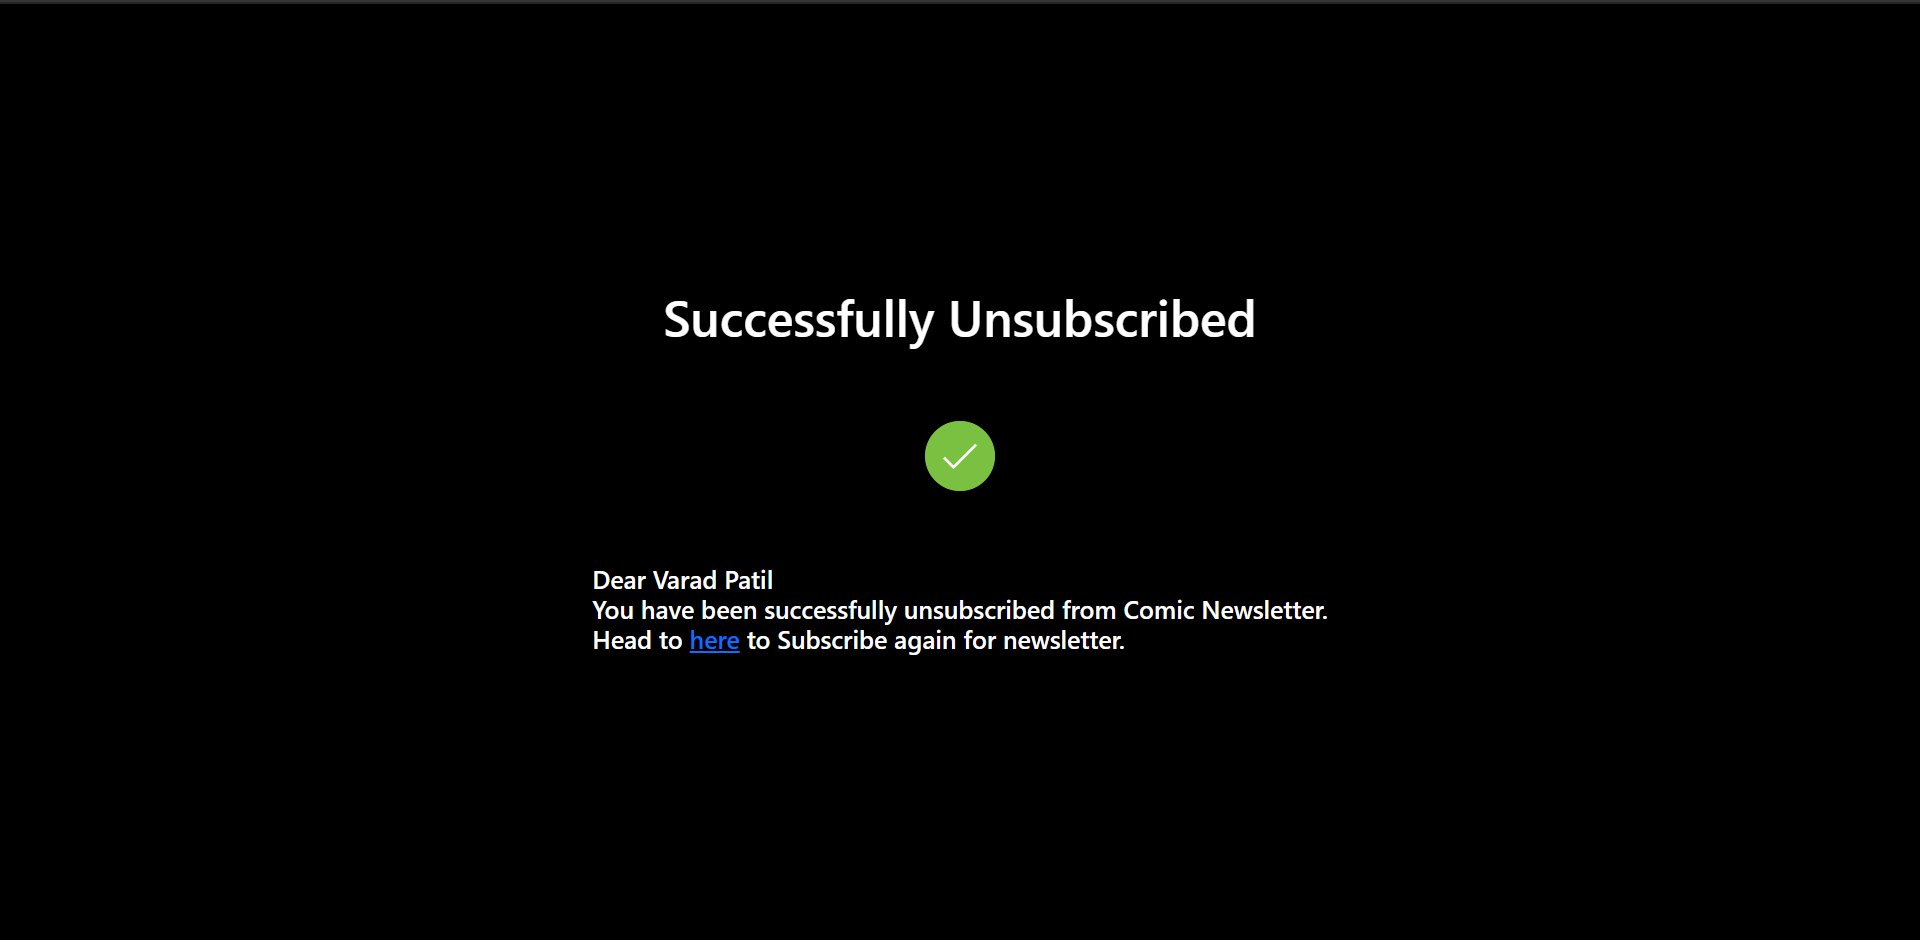 Successfully Unsubscribed
Dear Varad Patil
You have been successfully unsubscribed from Comic Newsletter.
Head to here to Subscribe again for newsletter.